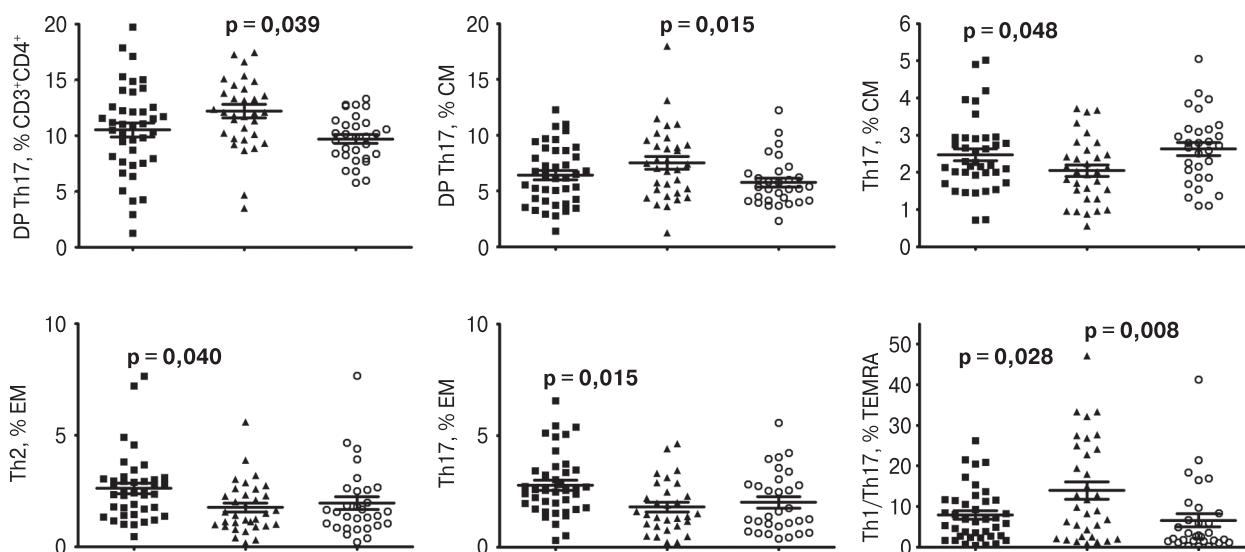 DP Th17, % CD3⁺CD4⁺
20
15
10
5
0
p = 0,039
DP Th17, % CM
20
15
10
5
0
p = 0,015
Th17, % CM
6
5
4
3
2
1
0
p = 0,048
Th2, % EM
10
5
0
p = 0,040
Th17, % EM
10
5
0
p = 0,015
Th1/Th17, % TEMRA
50
40
30
20
10
0
p = 0,028
p = 0,008